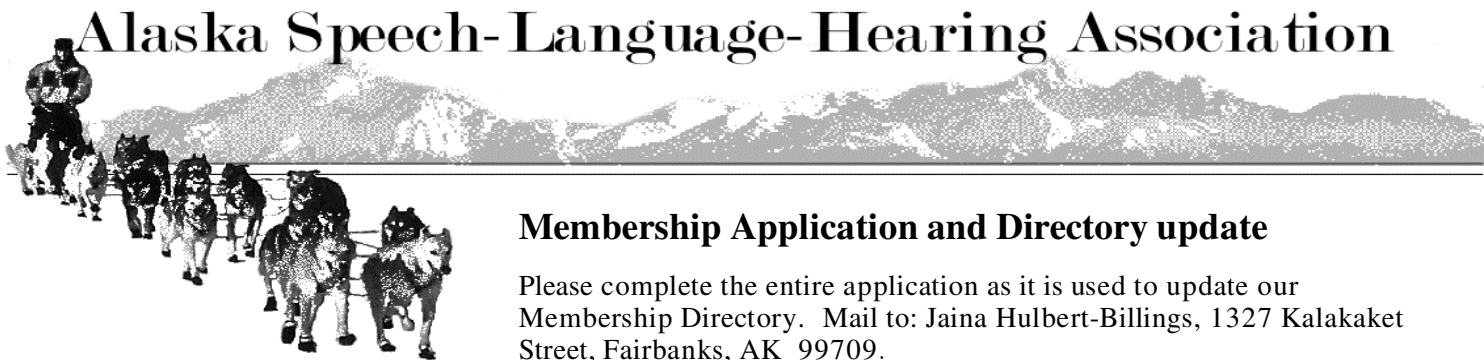 Alaska Speech-Language-Hearing Association
Membership Application and Directory update
Please complete the entire application as it is used to update our
Membership Directory.  Mail to: Jaina Hulbert-Billings, 1327 Kalakaket
Street, Fairbanks, AK  99709.